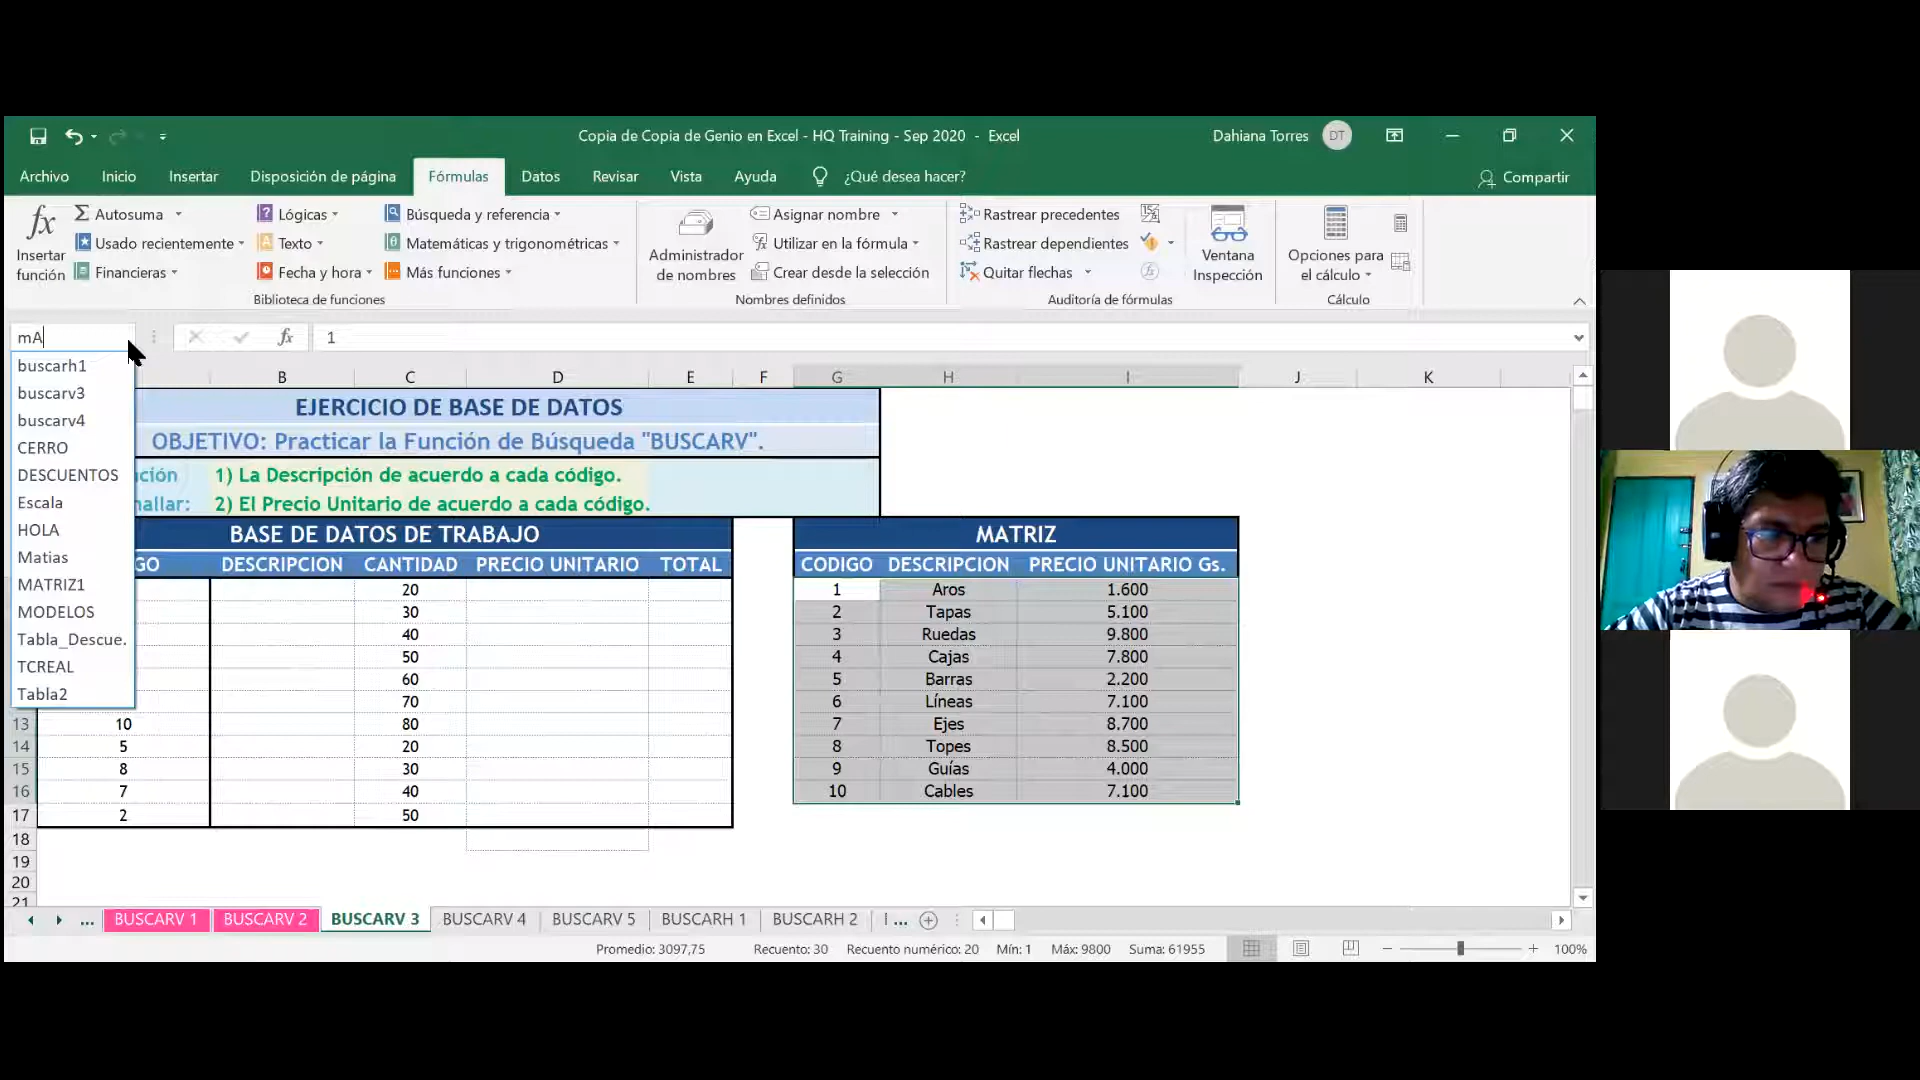 Copia de Copia de Genio en Excel - HQ Training - Sep 2020 - Excel
Dahiana Torres DT
Archivo Inicio Insertar Disposición de página Fórmulas Datos Revisar Vista Ayuda ¿Qué desea hacer? Compartir
fx Insertar función
Σ Autosuma
Usado recientemente
Financieras
Lógicas
Texto
Fecha y hora
Búsqueda y referencia
Matemáticas y trigonométricas
Más funciones
Biblioteca de funciones
Administrador de nombres
Asignar nombre
Utilizar en la fórmula
Crear desde la selección
Nombres definidos
Rastrear precedentes
Rastrear dependientes
Quitar flechas
Ventana Inspección
Auditoría de fórmulas
Opciones para el cálculo
Cálculo
mA fx 1
buscarh1
buscarv3
buscarv4
CERRO
DESCUENTOS
Escala
HOLA
Matias
MATRIZ1
MODELOS
Tabla_Descue.
TCREAL
Tabla2
B C D E F G H I J K
EJERCICIO DE BASE DE DATOS
OBJETIVO: Practicar la Función de Búsqueda "BUSCARV".
ción 1) La Descripción de acuerdo a cada código.
hallar: 2) El Precio Unitario de acuerdo a cada código.
BASE DE DATOS DE TRABAJO
GO DESCRIPCION CANTIDAD PRECIO UNITARIO TOTAL
20
30
40
50
60
70
13 10 80
14 5 20
15 8 30
16 7 40
17 2 50
18
19
20
21
MATRIZ
CODIGO DESCRIPCION PRECIO UNITARIO Gs.
1 Aros 1.600
2 Tapas 5.100
3 Ruedas 9.800
4 Cajas 7.800
5 Barras 2.200
6 Líneas 7.100
7 Ejes 8.700
8 Topes 8.500
9 Guías 4.000
10 Cables 7.100
... BUSCARV 1 BUSCARV 2 BUSCARV 3 BUSCARV 4 BUSCARV 5 BUSCARH 1 BUSCARH 2 ...
Promedio: 3097,75 Recuento: 30 Recuento numérico: 20 Mín: 1 Máx: 9800 Suma: 61955 100%